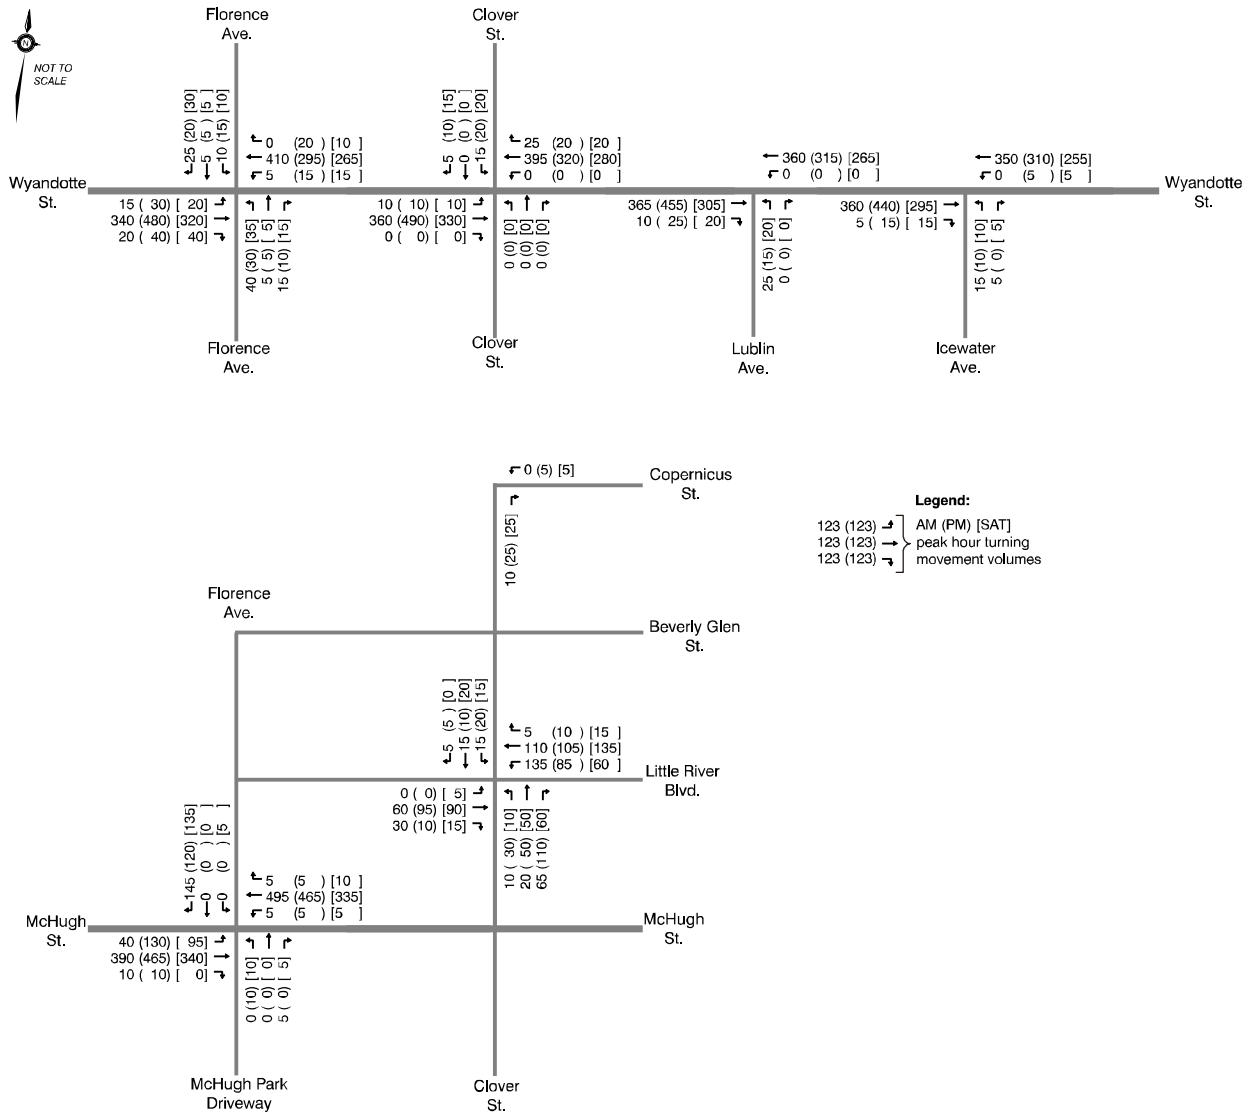 Florence
Ave.
Clover
St.
N
NOT TO
SCALE
25 (20) [30]
5 (5 ) [ 5 ]
10 (15) [10]
0 (20 ) [10 ]
410 (295) [265]
5 (15 ) [15 ]
5 (10) [15]
0 (0 ) [0 ]
15 (20) [20]
25 (20 ) [20 ]
395 (320) [280]
0 (0 ) [0 ]
360 (315) [265]
0 (0 ) [0 ]
350 (310) [255]
0 (5 ) [5 ]
Wyandotte
St.
Wyandotte
St.
15 ( 30) [ 20]
340 (480) [320]
20 ( 40) [ 40]
40 (30) [35]
5 ( 5) [ 5]
15 (10) [15]
10 ( 10) [ 10]
360 (490) [330]
0 ( 0) [ 0]
0 (0) [0]
0 (0) [0]
0 (0) [0]
365 (455) [305]
10 ( 25) [ 20]
25 (15) [20]
0 ( 0) [ 0]
360 (440) [295]
5 ( 15) [ 15]
15 (10) [10]
5 ( 0) [ 5]
Florence
Ave.
Clover
St.
Lublin
Ave.
Icewater
Ave.
0 (5) [5]
Copernicus
St.
10 (25) [25]
Legend:
123 (123)
123 (123)
123 (123)
AM (PM) [SAT]
peak hour turning
movement volumes
Florence
Ave.
Beverly Glen
St.
5 (5 ) [0 ]
15 (10) [20]
15 (20) [15]
5 (10 ) [15 ]
110 (105) [135]
135 (85 ) [60 ]
Little River
Blvd.
0 ( 0) [ 5]
60 (95) [90]
30 (10) [15]
10 ( 30) [10]
20 ( 50) [50]
65 (110) [60]
145 (120) [135]
0 (0 ) [0 ]
0 (0 ) [5 ]
5 (5 ) [10 ]
495 (465) [335]
5 (5 ) [5 ]
McHugh
St.
McHugh
St.
40 (130) [ 95]
390 (465) [340]
10 ( 10) [ 0]
0 (10) [10]
0 ( 0) [ 0]
5 ( 0) [ 5]
McHugh Park
Driveway
Clover
St.